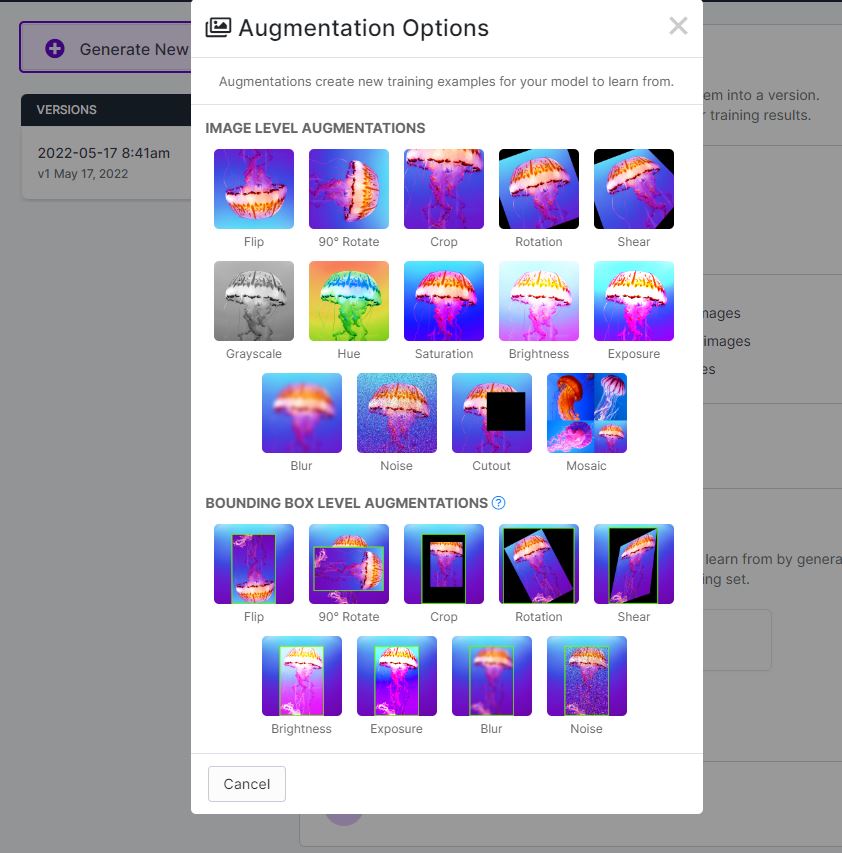 Augmentation Options
Generate New
Augmentations create new training examples for your model to learn from.
VERSIONS
2022-05-17 8:41am
v1 May 17, 2022
em into a version.
training results.
IMAGE LEVEL AUGMENTATIONS
Flip
90° Rotate
Crop
Rotation
Shear
Grayscale
Hue
Saturation
Brightness
Exposure
mages
images
es
Blur
Noise
Cutout
Mosaic
BOUNDING BOX LEVEL AUGMENTATIONS
Flip
90° Rotate
Crop
Rotation
Shear
learn from by genera
ing set.
Brightness
Exposure
Blur
Noise
Cancel